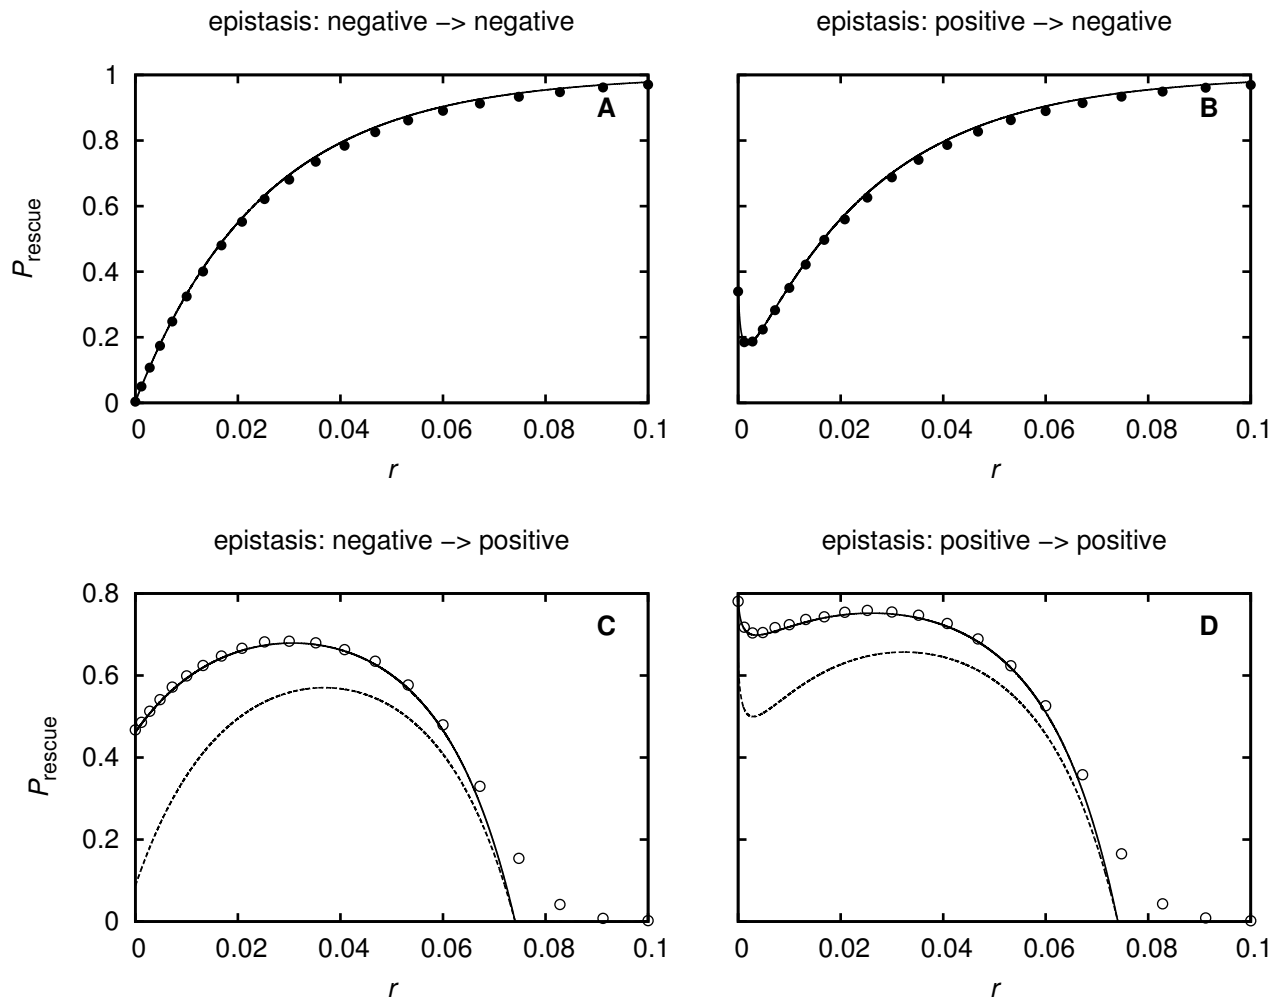 epistasis: negative −> negative
epistasis: positive −> negative
A
B
P rescue
1
0.8
0.6
0.4
0.2
0
0 0.02 0.04 0.06 0.08 0.1
0 0.02 0.04 0.06 0.08 0.1
r
r
epistasis: negative −> positive
epistasis: positive −> positive
C
D
P rescue
0.8
0.6
0.4
0.2
0
0 0.02 0.04 0.06 0.08 0.1
0 0.02 0.04 0.06 0.08 0.1
r
r